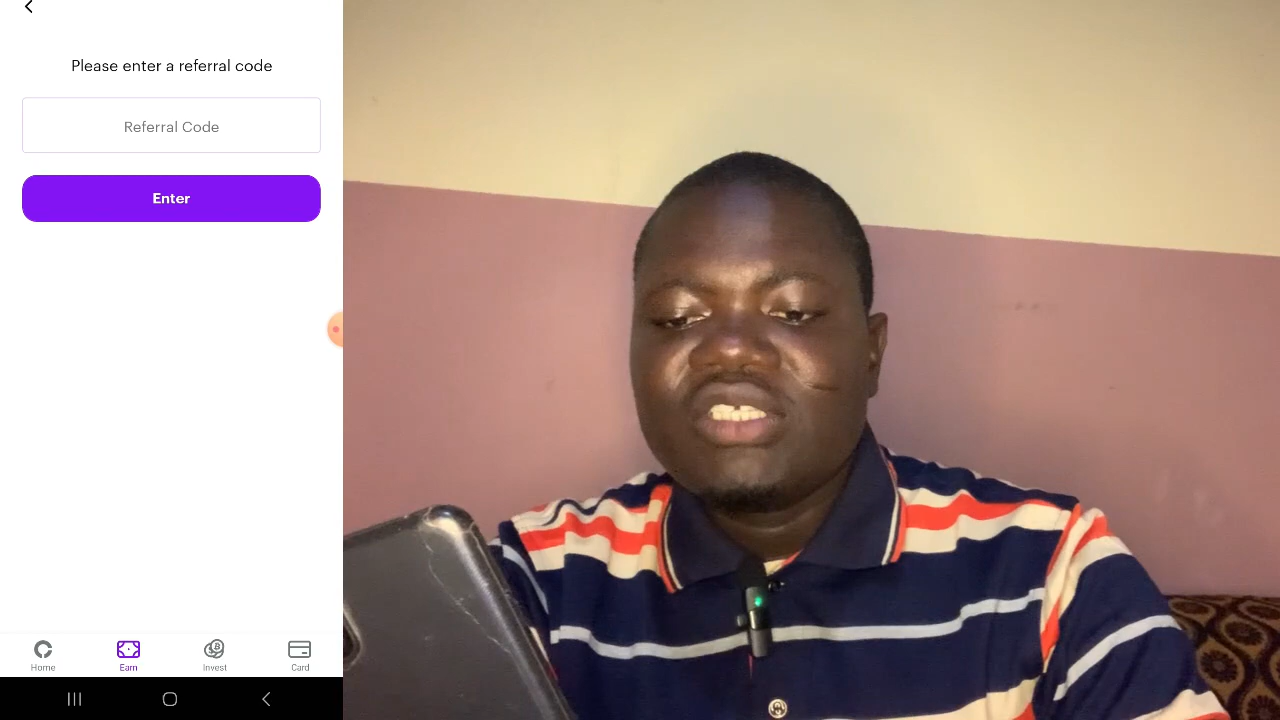 Please enter a referral code
Referral Code
Enter
Home
Earn
Invest
Card